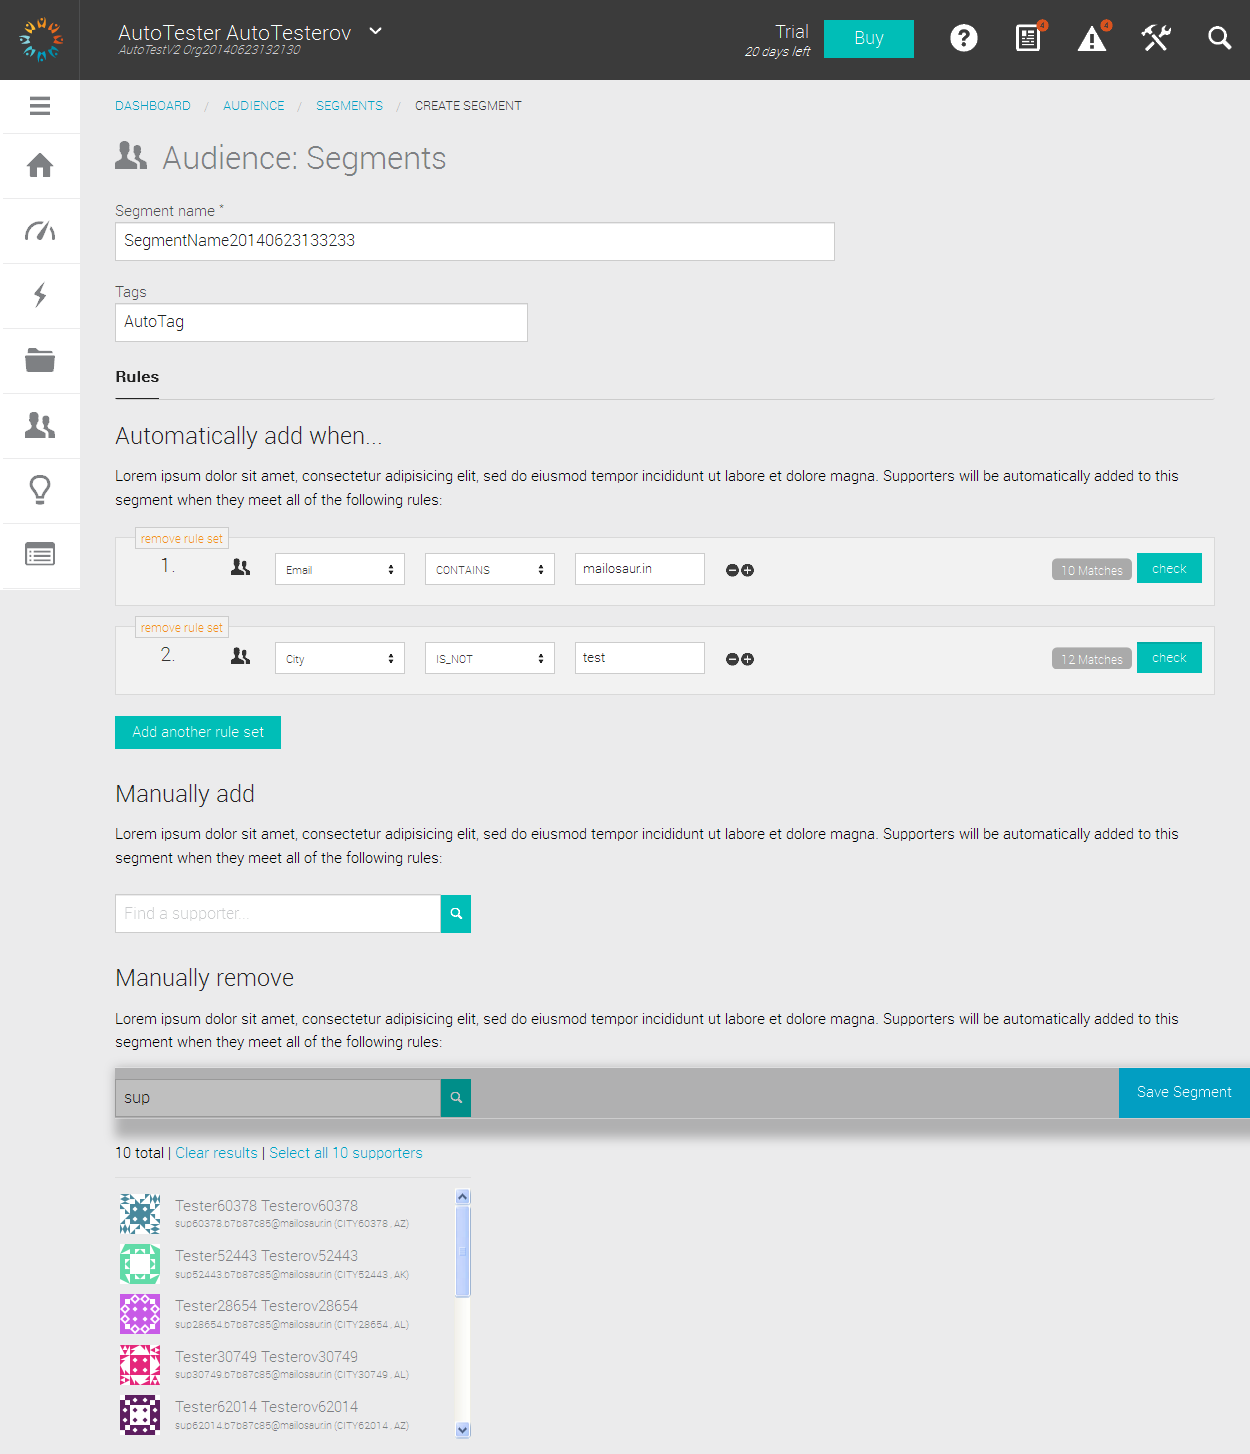 AutoTester AutoTesterov
AutoTestV2 Org20140623132130
Trial
20 days left
Buy
4
4
DASHBOARD / AUDIENCE / SEGMENTS / CREATE SEGMENT
Audience: Segments
Segment name *
SegmentName20140623133233
Tags
AutoTag
Rules
Automatically add when...
Lorem ipsum dolor sit amet, consectetur adipisicing elit, sed do eiusmod tempor incididunt ut labore et dolore magna. Supporters will be automatically added to this
segment when they meet all of the following rules:
remove rule set
1. Email CONTAINS mailosaur.in 10 Matches check
remove rule set
2. City IS_NOT test 12 Matches check
Add another rule set
Manually add
Lorem ipsum dolor sit amet, consectetur adipisicing elit, sed do eiusmod tempor incididunt ut labore et dolore magna. Supporters will be automatically added to this
segment when they meet all of the following rules:
Find a supporter...
Manually remove
Lorem ipsum dolor sit amet, consectetur adipisicing elit, sed do eiusmod tempor incididunt ut labore et dolore magna. Supporters will be automatically added to this
segment when they meet all of the following rules:
sup
Save Segment
10 total | Clear results | Select all 10 supporters
Tester60378 Testerov60378
sup60378.b7b87c85@mailosaur.in (CITY60378 , AZ)
Tester52443 Testerov52443
sup52443.b7b87c85@mailosaur.in (CITY52443 , AK)
Tester28654 Testerov28654
sup28654.b7b87c85@mailosaur.in (CITY28654 , AL)
Tester30749 Testerov30749
sup30749.b7b87c85@mailosaur.in (CITY30749 , AL)
Tester62014 Testerov62014
sup62014.b7b87c85@mailosaur.in (CITY62014 , AZ)